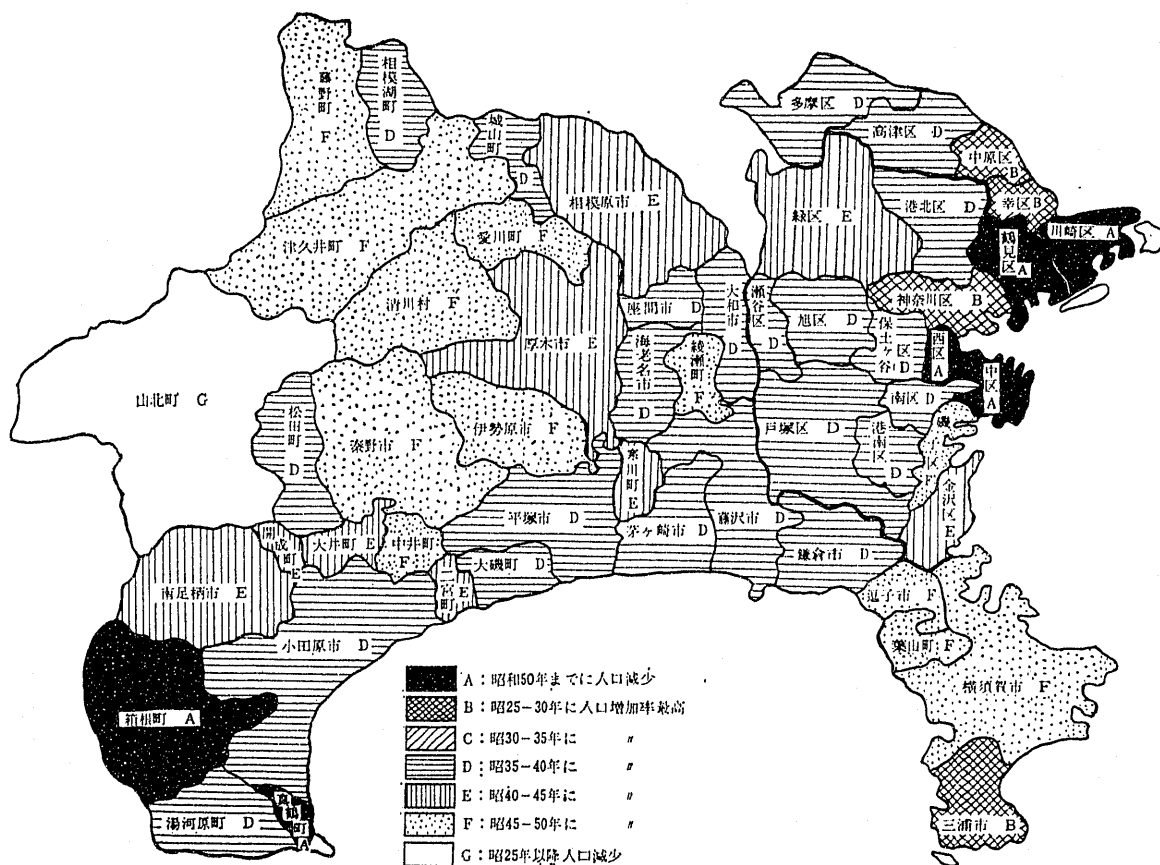 藤野町 F
相模湖町 D
城山町 D
相模原市 E
津久井町 F
愛川町 F
清川村 F
厚木市 E
座間市 D
大和市 D
海老名市 D
綾瀬町 F
山北町 G
松田町 D
秦野市 F
伊勢原市 F
寒川町 E
平塚市 D
茅ヶ崎市 D
藤沢市 D
鎌倉市 D
開成町 E
大井町 E
中井町 F
二宮町 E
大磯町 D
南足柄市 E
小田原市 D
箱根町 A
湯河原町 D
真鶴町 A
多摩区 D
高津区 D
中原区 B
幸区 B
川崎区 A
鶴見区 A
港北区 D
緑区 E
神奈川区 B
瀬谷区 D
旭区 D
保土ヶ谷区 D
西区 A
中区 A
南区 D
戸塚区 D
港南区 D
磯 区 F
金沢区 E
逗子市 F
葉山町 F
横須賀市 F
三浦市 B
A：昭和50年までに人口減少
B：昭25－30年に人口増加率最高
C：昭30－35年に 〃
D：昭35－40年に 〃
E：昭40－45年に 〃
F：昭45－50年に 〃
G：昭25年以降人口減少